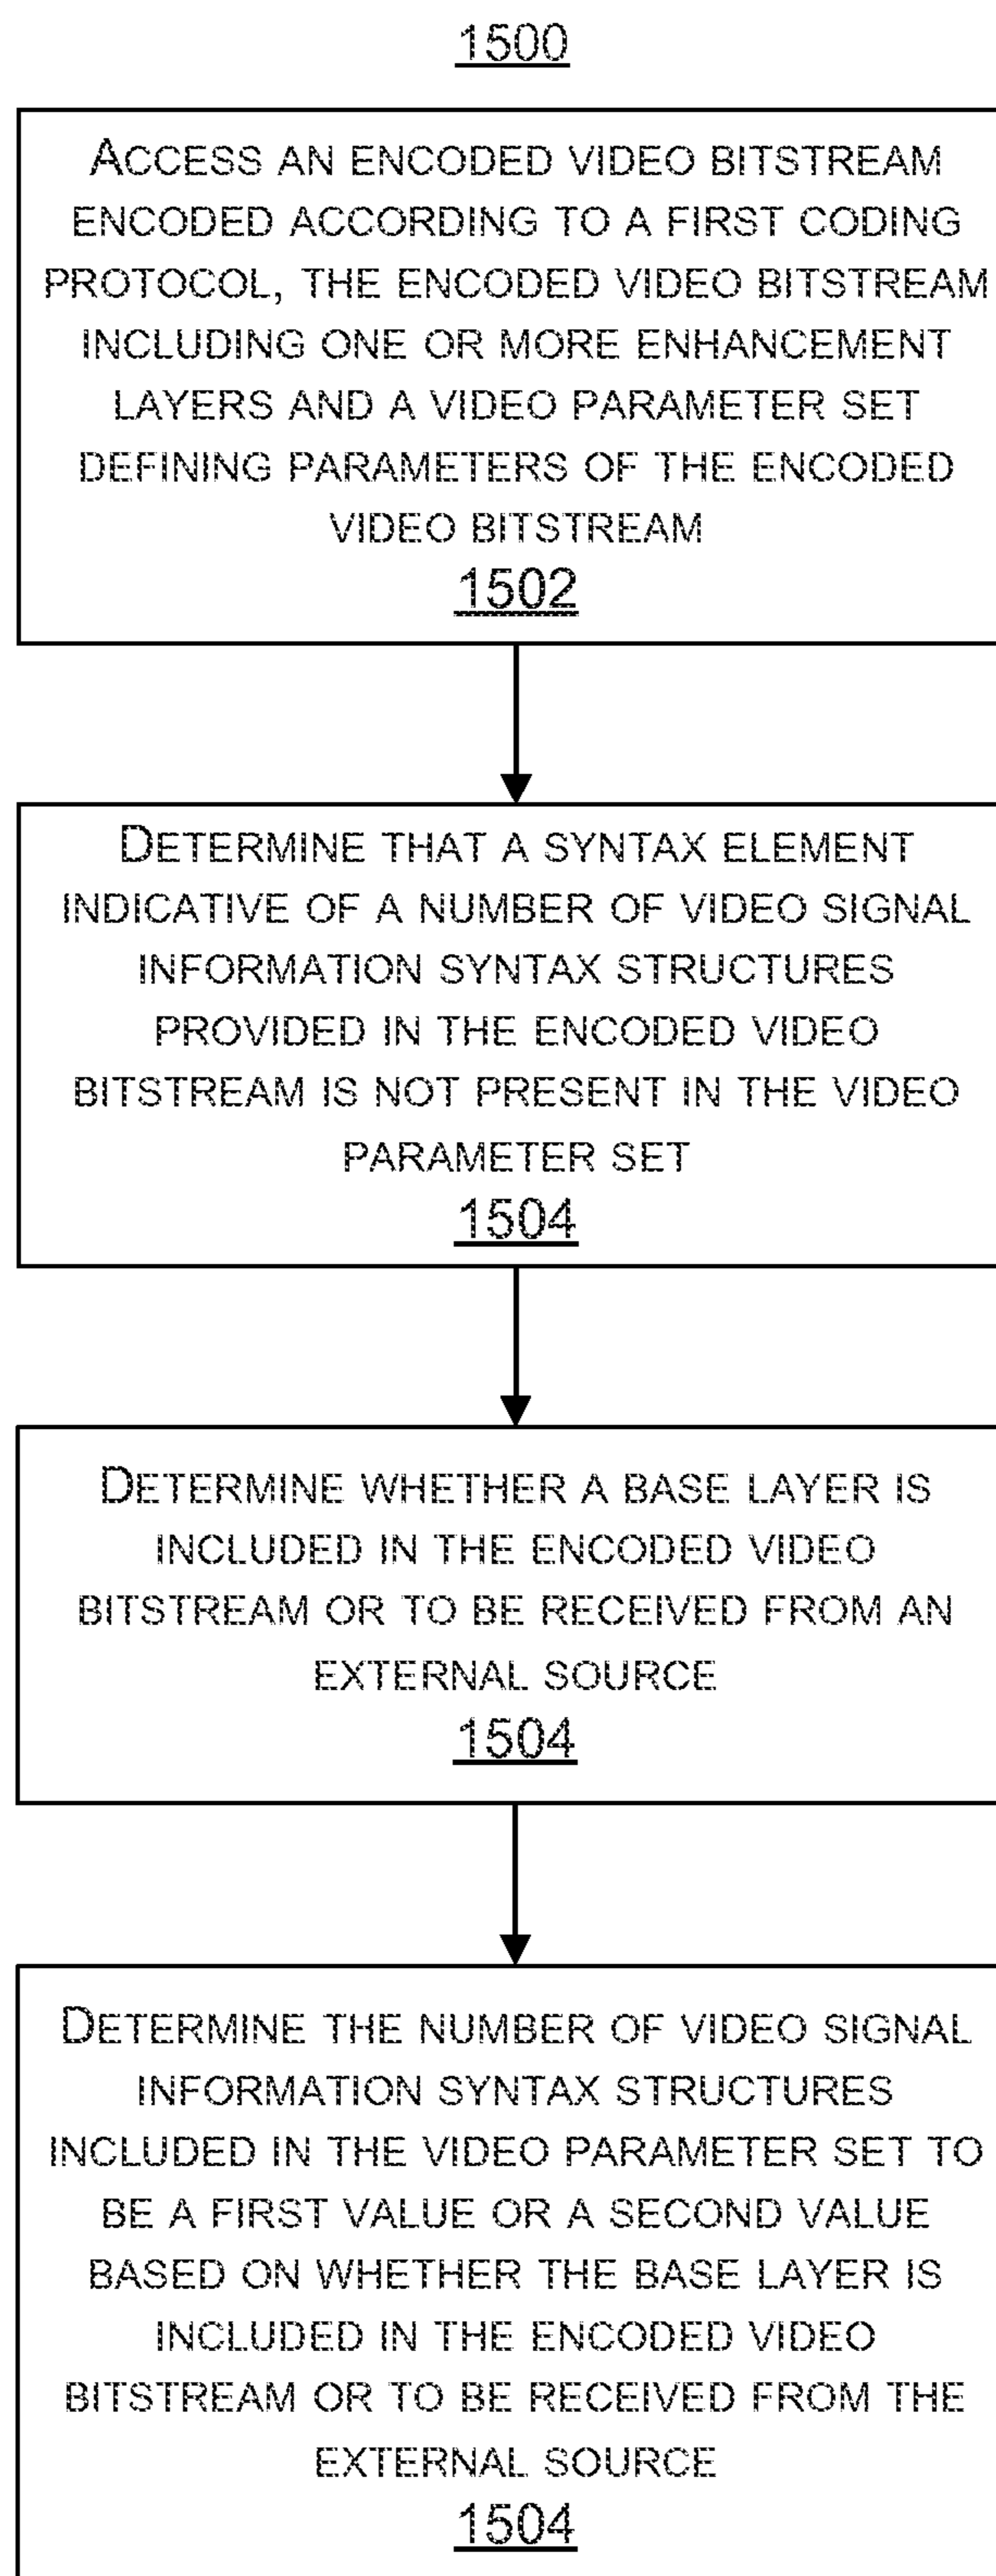 1500
ACCESS AN ENCODED VIDEO BITSTREAM
ENCODED ACCORDING TO A FIRST CODING
PROTOCOL, THE ENCODED VIDEO BITSTREAM
INCLUDING ONE OR MORE ENHANCEMENT
LAYERS AND A VIDEO PARAMETER SET
DEFINING PARAMETERS OF THE ENCODED
VIDEO BITSTREAM
1502
DETERMINE THAT A SYNTAX ELEMENT
INDICATIVE OF A NUMBER OF VIDEO SIGNAL
INFORMATION SYNTAX STRUCTURES
PROVIDED IN THE ENCODED VIDEO
BITSTREAM IS NOT PRESENT IN THE VIDEO
PARAMETER SET
1504
DETERMINE WHETHER A BASE LAYER IS
INCLUDED IN THE ENCODED VIDEO
BITSTREAM OR TO BE RECEIVED FROM AN
EXTERNAL SOURCE
1504
DETERMINE THE NUMBER OF VIDEO SIGNAL
INFORMATION SYNTAX STRUCTURES
INCLUDED IN THE VIDEO PARAMETER SET TO
BE A FIRST VALUE OR A SECOND VALUE
BASED ON WHETHER THE BASE LAYER IS
INCLUDED IN THE ENCODED VIDEO
BITSTREAM OR TO BE RECEIVED FROM THE
EXTERNAL SOURCE
1504